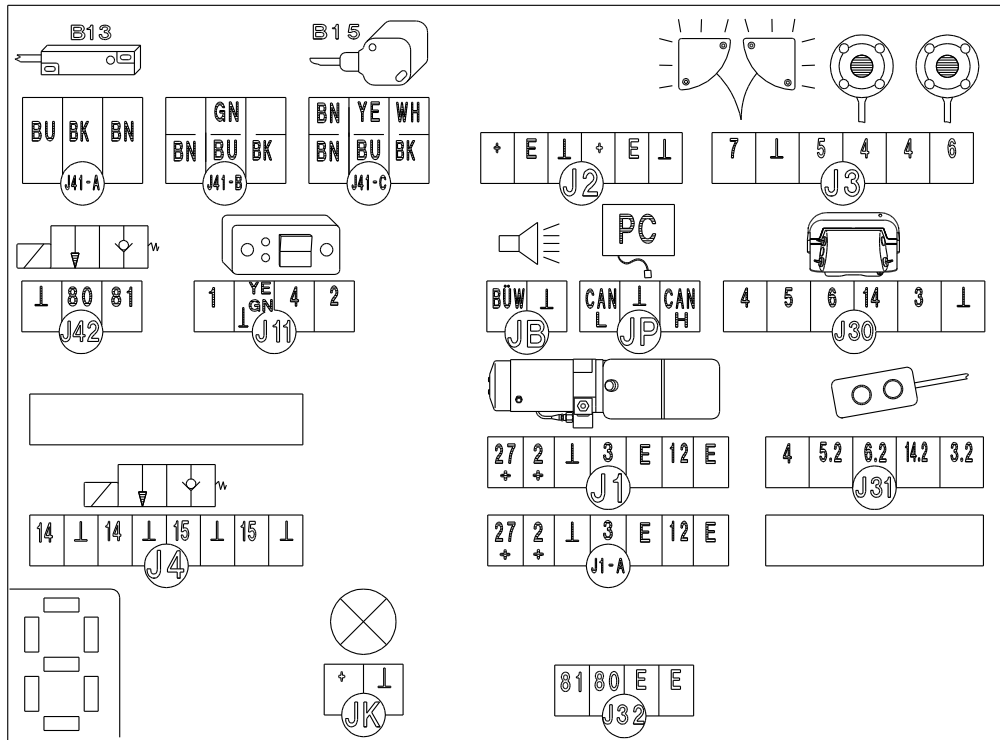 B13 B15
GN BN YE WH
BU BK BN BN BU BK BN BU BK
J41-A J41-B J41-C
+ E ⊥ + E ⊥ 7 ⊥ 5 4 4 6
J2 J3
PC
⊥ 80 81 1 ⊥ YE GN 4 2 BÜW ⊥ CAN L ⊥ CAN H 4 5 6 14 3 ⊥
J42 J11 JB JP J30
27 + 2 + ⊥ 3 E 12 E 4 5.2 6.2 14.2 3.2
J1 J31
14 ⊥ 14 ⊥ 15 ⊥ 15 ⊥ 27 + 2 + ⊥ 3 E 12 E
J4 J1-A
+ ⊥ 81 80 E E
JK J32